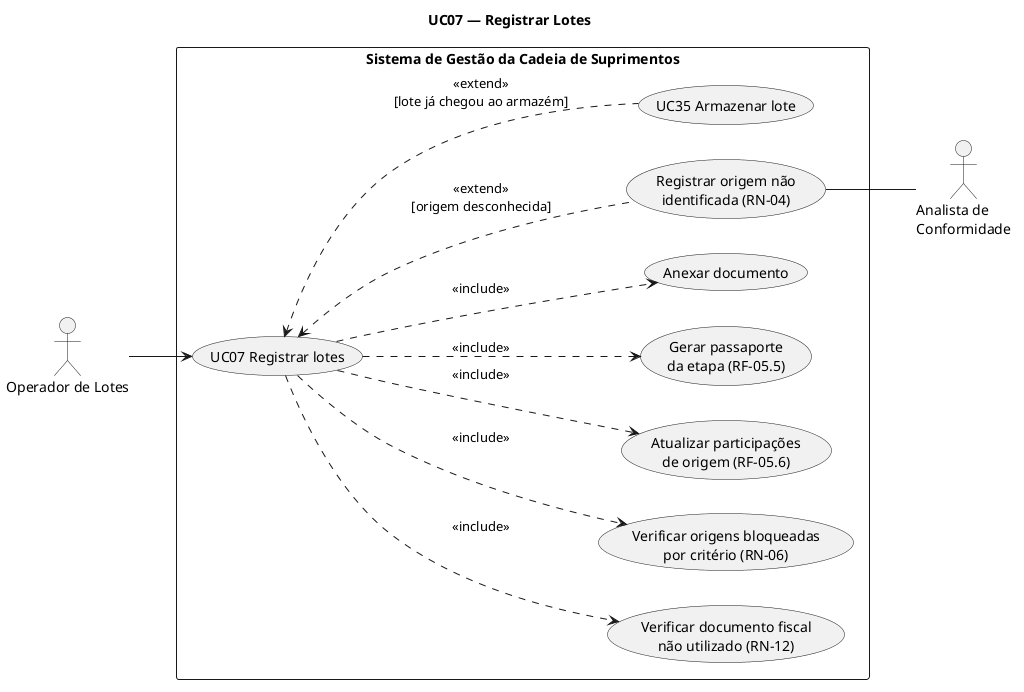 UC07 — Registrar Lotes
Sistema de Gestão da Cadeia de Suprimentos
«extend»
[lote já chegou ao armazém]
UC35 Armazenar lote
«extend»
[origem desconhecida]
Registrar origem não
identificada (RN-04)
Analista de
Conformidade
«include»
Anexar documento
Operador de Lotes
UC07 Registrar lotes
«include»
Gerar passaporte
da etapa (RF-05.5)
«include»
Atualizar participações
de origem (RF-05.6)
«include»
Verificar origens bloqueadas
por critério (RN-06)
«include»
Verificar documento fiscal
não utilizado (RN-12)